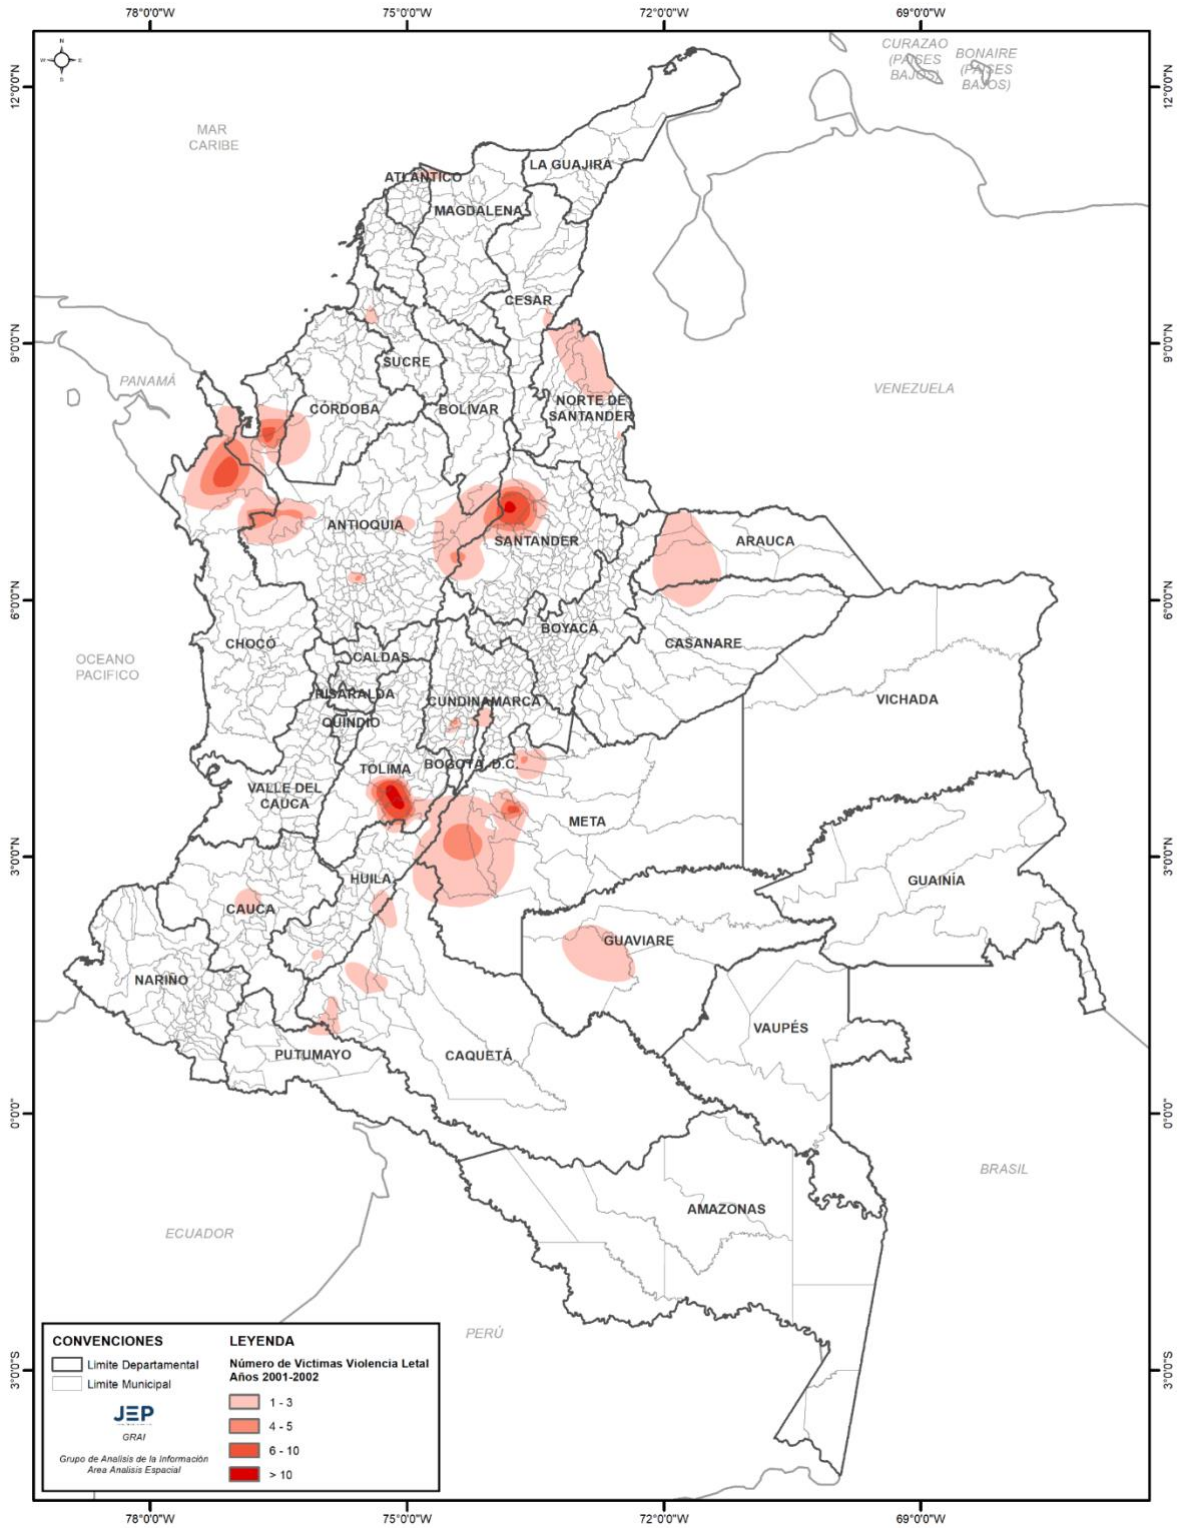 78°0'0"W 75°0'0"W 72°0'0"W 69°0'0"W
N
W E
S
CURAZAO
(PAISES
BAJOS)
BONAIRE
(PAISES
BAJOS)
12°0'0"N 12°0'0"N
MAR
CARIBE
LA GUAJIRA
ATLANTICO
MAGDALENA
CESAR
9°0'0"N 9°0'0"N
SUCRE
PANAMÁ
VENEZUELA
NORTE DE
SANTANDER
CÓRDOBA
BOLIVAR
ANTIOQUIA
SANTANDER
ARAUCA
6°0'0"N 6°0'0"N
BOYACÁ
CHOCÓ
CASANARE
OCEANO
PACIFICO
CALDAS
RISARALDA
CUNDINAMARCA
VICHADA
QUINDIO
BOGOTÁ, D.C.
TOLIMA
VALLE DEL
CAUCA
META
3°0'0"N 3°0'0"N
HUILA
GUAINÍA
CAUCA
GUAVIARE
NARIÑO
VAUPÉS
PUTUMAYO
CAQUETÁ
0°0'0" 0°0'0"
BRASIL
AMAZONAS
ECUADOR
PERÚ
CONVENCIONES
Limite Departamental
Limite Municipal
JEP
GRAI
Grupo de Analisis de la Información
Area Analisis Espacial
LEYENDA
Número de Victimas Violencia Letal
Años 2001-2002
1 - 3
4 - 5
6 - 10
> 10
3°0'0"S 3°0'0"S
78°0'0"W 75°0'0"W 72°0'0"W 69°0'0"W